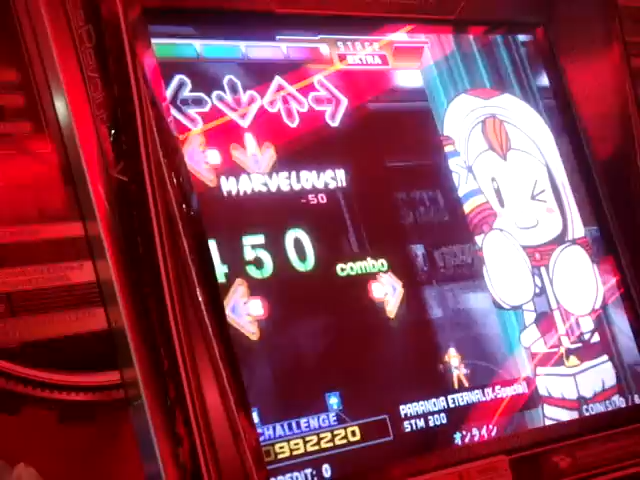 STAGE
EXTRA
MARVELOUS!!
-50
450
combo
CHALLENGE
0992220
PARANOIA ETERNAL(X-Special)
STM 200
オンライン
CREDIT: 0